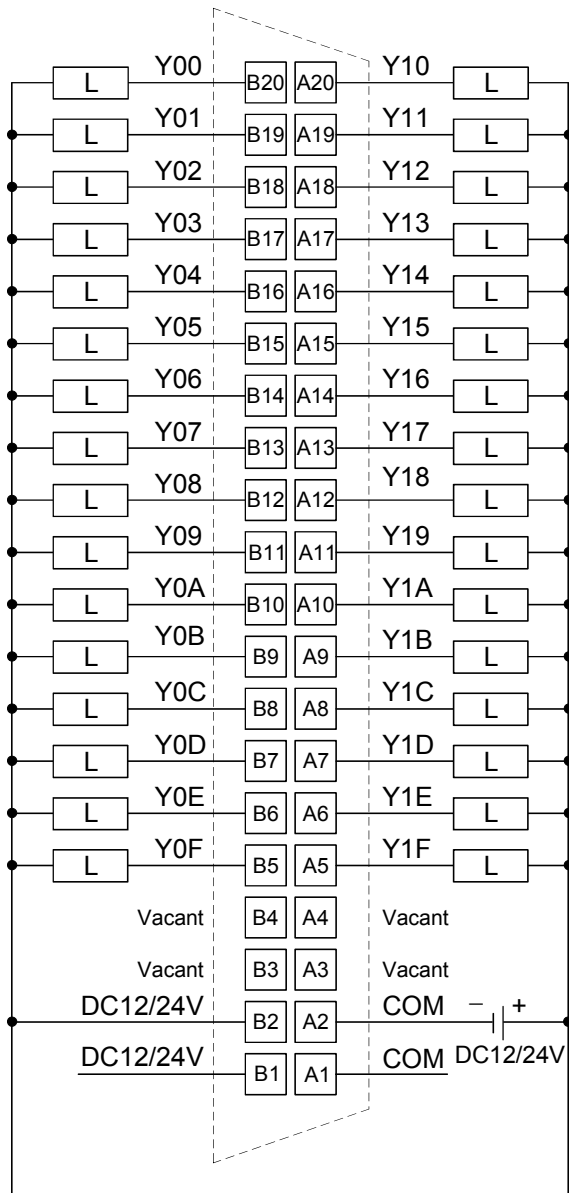 L Y00 B20 A20 Y10 L
L Y01 B19 A19 Y11 L
L Y02 B18 A18 Y12 L
L Y03 B17 A17 Y13 L
L Y04 B16 A16 Y14 L
L Y05 B15 A15 Y15 L
L Y06 B14 A14 Y16 L
L Y07 B13 A13 Y17 L
L Y08 B12 A12 Y18 L
L Y09 B11 A11 Y19 L
L Y0A B10 A10 Y1A L
L Y0B B9 A9 Y1B L
L Y0C B8 A8 Y1C L
L Y0D B7 A7 Y1D L
L Y0E B6 A6 Y1E L
L Y0F B5 A5 Y1F L
Vacant B4 A4 Vacant
Vacant B3 A3 Vacant
DC12/24V B2 A2 COM − +
DC12/24V B1 A1 COM DC12/24V